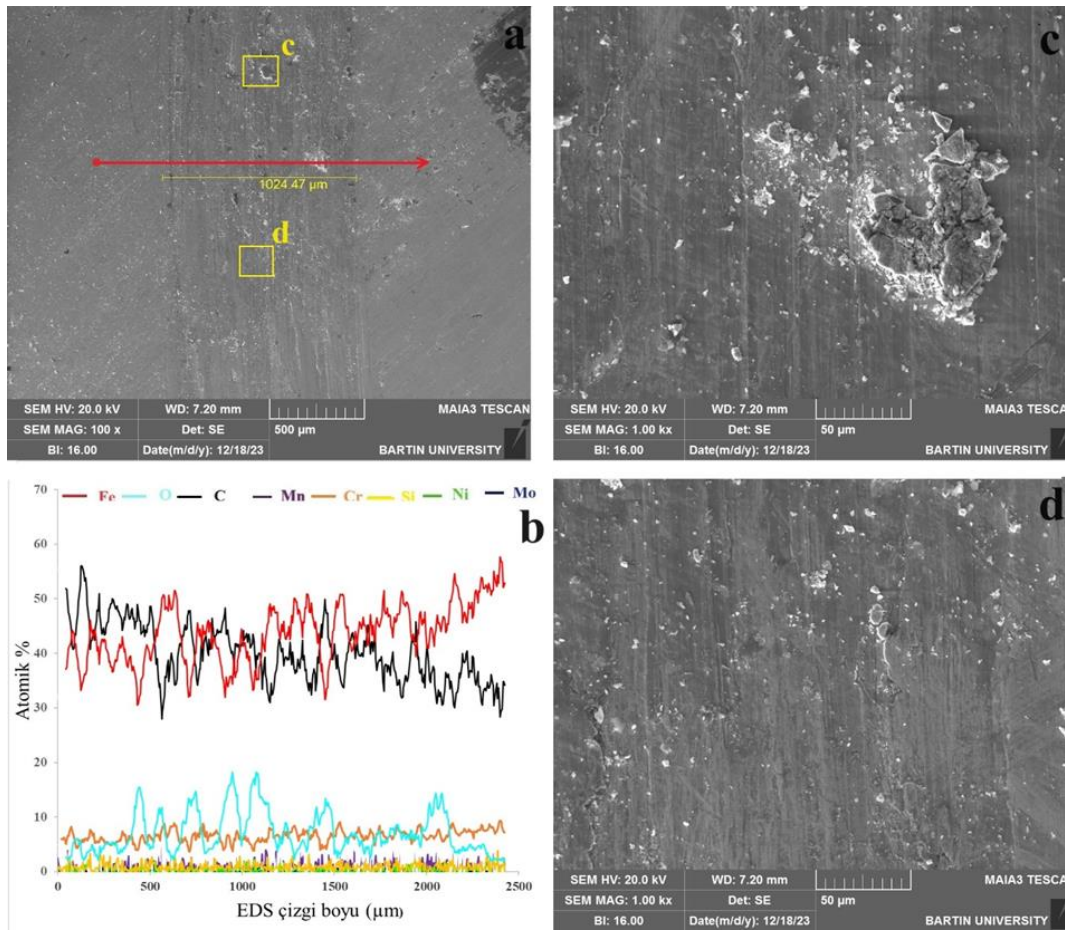 a
c
1024.47 µm
d
SEM HV: 20.0 kV WD: 7.20 mm MAIA3 TESCAN
SEM MAG: 100 x Det: SE 500 µm
BI: 16.00 Date(m/d/y): 12/18/23 BARTIN UNIVERSITY
c
SEM HV: 20.0 kV WD: 7.20 mm MAIA3 TESCAN
SEM MAG: 1.00 kx Det: SE 50 µm
BI: 16.00 Date(m/d/y): 12/18/23 BARTIN UNIVERSITY
b
Fe O C Mn Cr Si Ni Mo
70
60
50
40
30
20
10
0
Atomik %
0 500 1000 1500 2000 2500
EDS çizgi boyu (µm)
d
SEM HV: 20.0 kV WD: 7.20 mm MAIA3 TESCAN
SEM MAG: 1.00 kx Det: SE 50 µm
BI: 16.00 Date(m/d/y): 12/18/23 BARTIN UNIVERSITY